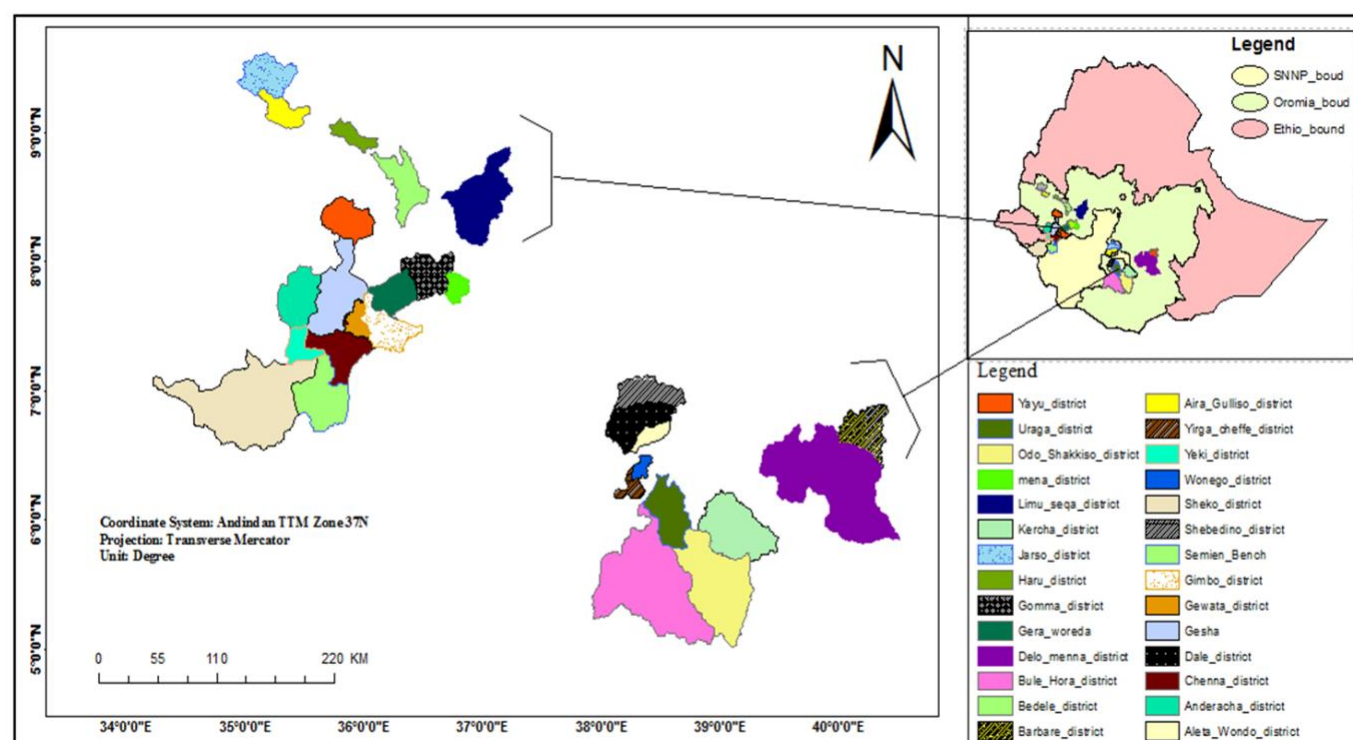 N
Legend
SNNP_boud
Oromia_boud
Ethio_bound
9°0'0"N
8°0'0"N
7°0'0"N
6°0'0"N
5°0'0"N
Coordinate System: Andindan TTM Zone 37N
Projection: Transverse Mercator
Unit: Degree
0 55 110 220 KM
34°0'0"E 35°0'0"E 36°0'0"E 37°0'0"E 38°0'0"E 39°0'0"E 40°0'0"E
Legend
Yayu_district
Uraga_district
Odo_Shakkiso_district
mena_district
Limu_seqa_district
Kercha_district
Jarso_district
Haru_district
Gomma_district
Gera_woreda
Delo_menna_district
Bule_Hora_district
Bedele_district
Barbare_district
Aira_Gulliso_district
Yirga_cheffe_district
Yeki_district
Wonego_district
Sheko_district
Shebedino_district
Semien_Bench
Gimbo_district
Gewata_district
Gesha
Dale_district
Chenna_district
Anderacha_district
Aleta_Wondo_district